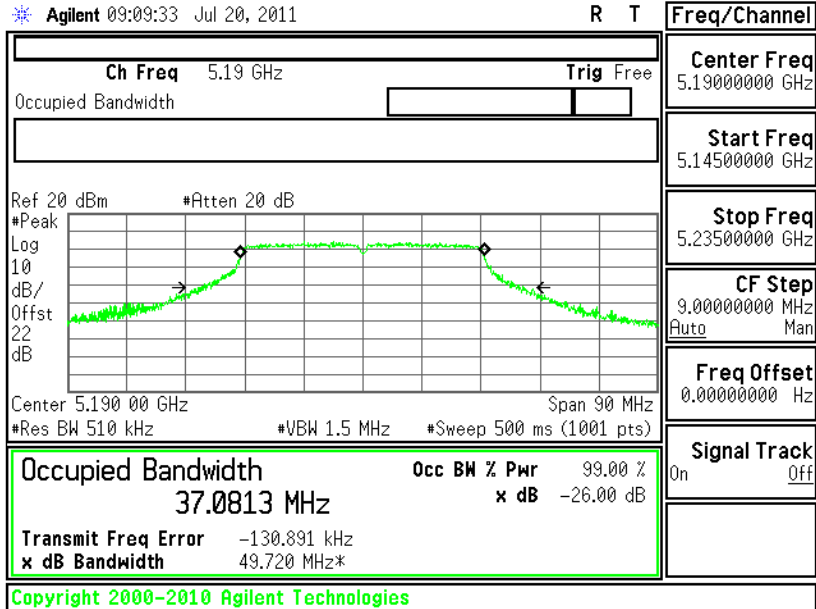 Agilent 09:09:33 Jul 20, 2011 R T
Freq/Channel
Ch Freq 5.19 GHz Trig Free
Occupied Bandwidth
Center Freq
5.19000000 GHz
Start Freq
5.14500000 GHz
Stop Freq
5.23500000 GHz
CF Step
9.00000000 MHz
Auto Man
Freq Offset
0.00000000 Hz
Signal Track
On Off
Ref 20 dBm #Atten 20 dB
#Peak
Log
10
dB/
Offst
22
dB
Center 5.190 00 GHz Span 90 MHz
#Res BW 510 kHz #VBW 1.5 MHz #Sweep 500 ms (1001 pts)
Occupied Bandwidth Occ BW % Pwr 99.00 %
37.0813 MHz x dB -26.00 dB
Transmit Freq Error -130.891 kHz
x dB Bandwidth 49.720 MHz*
Copyright 2000-2010 Agilent Technologies